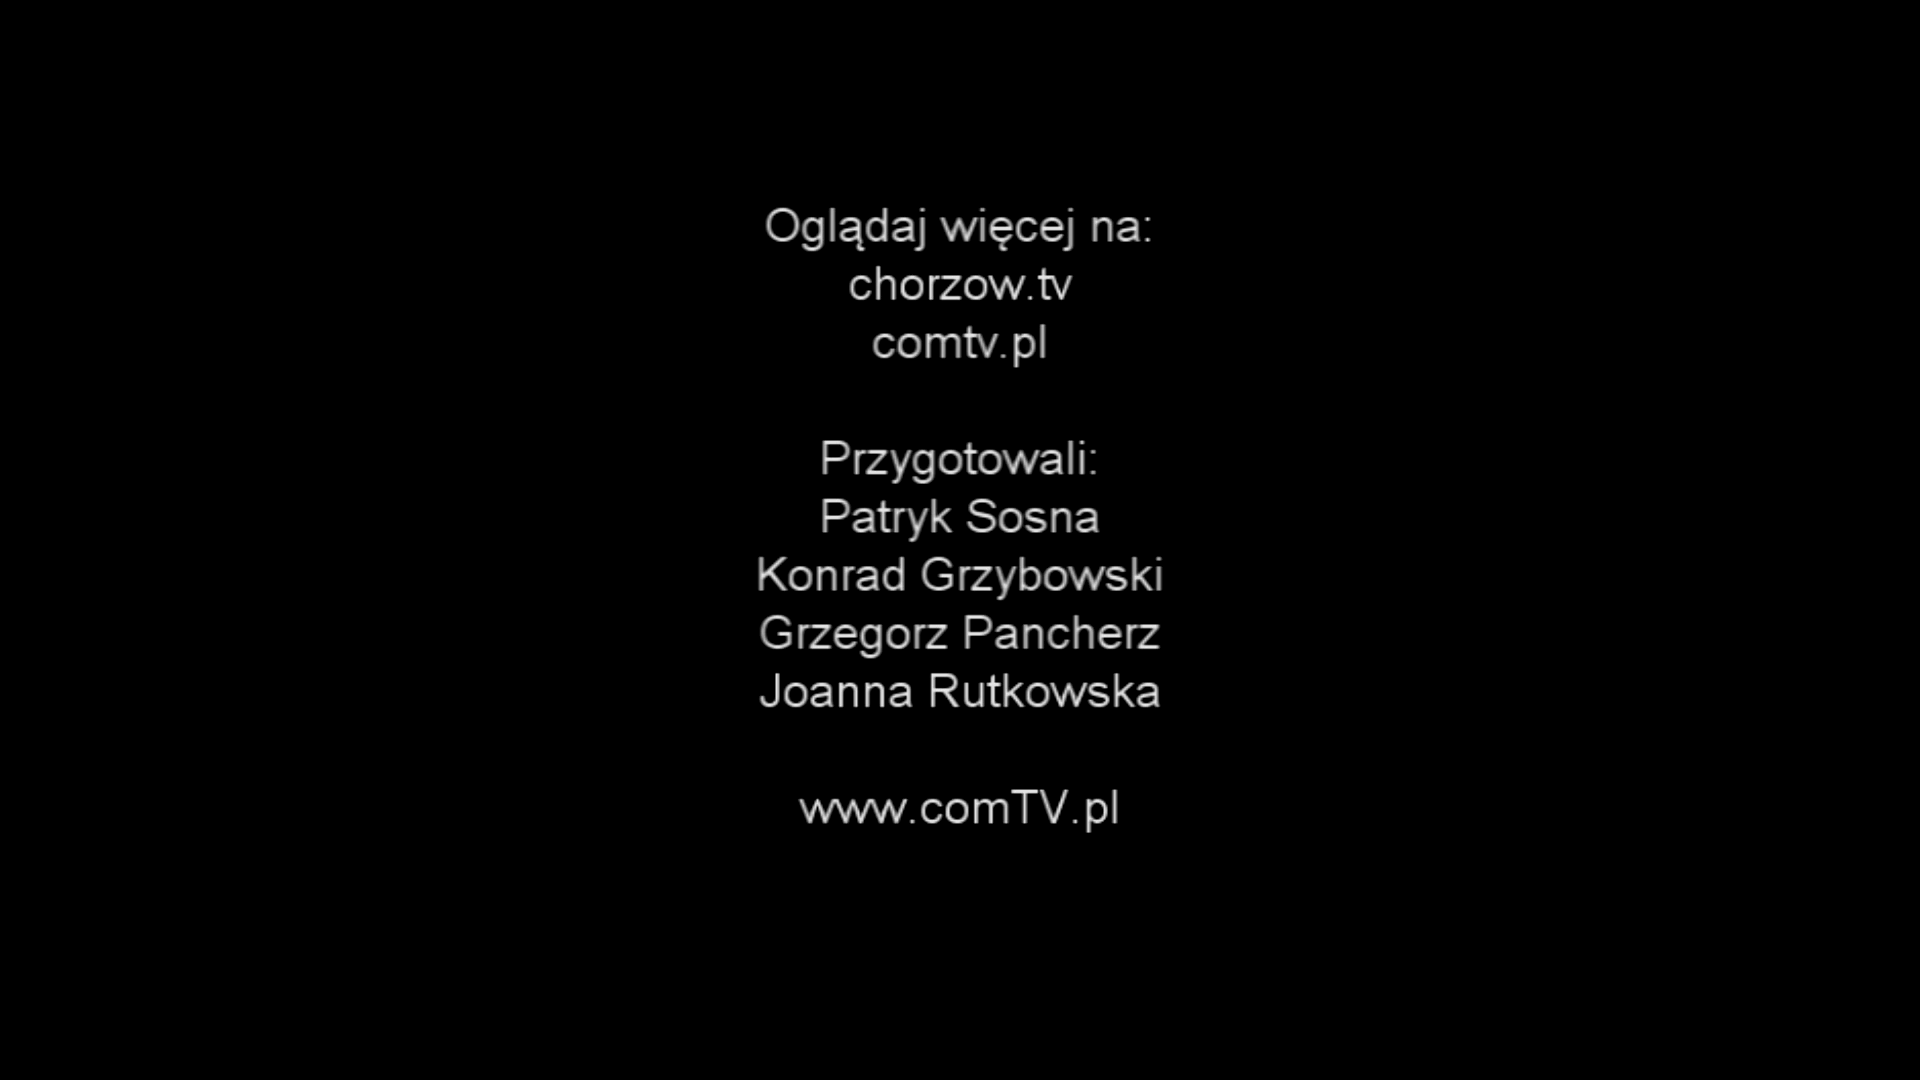 Oglądaj więcej na:
chorzow.tv
comtv.pl
Przygotowali:
Patryk Sosna
Konrad Grzybowski
Grzegorz Pancherz
Joanna Rutkowska
www.comTV.pl